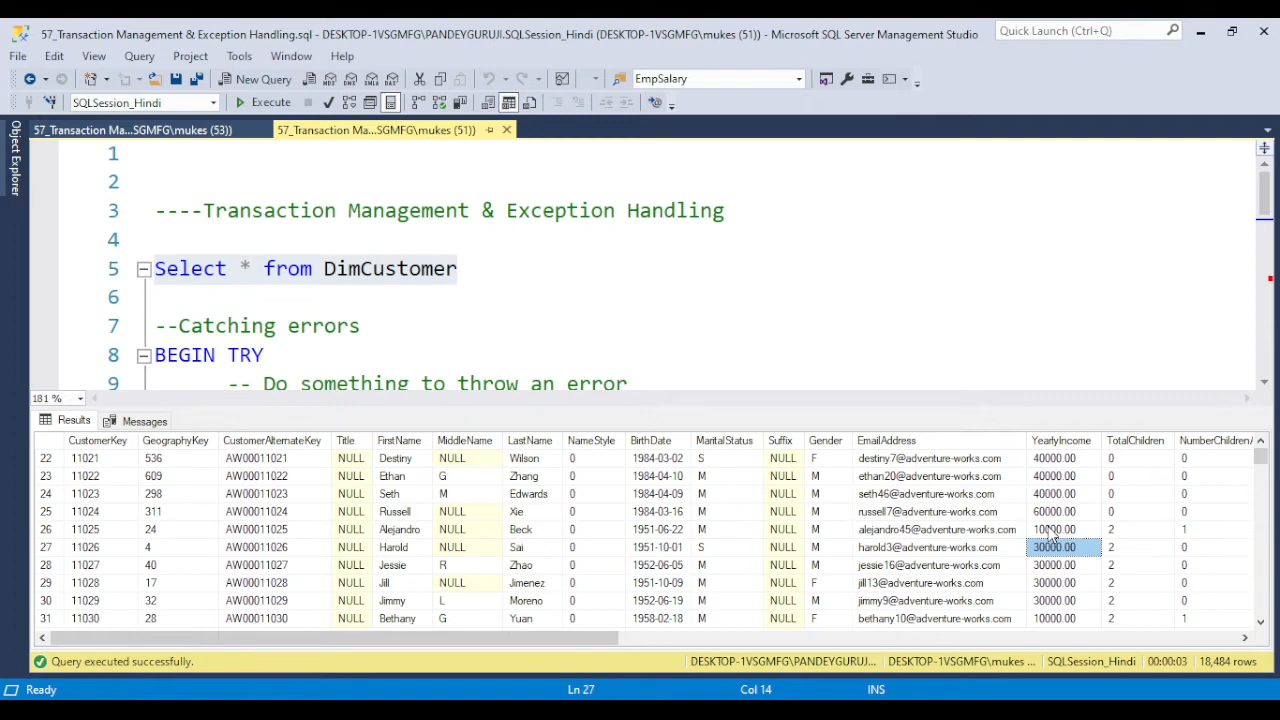 57_Transaction Management & Exception Handling.sql - DESKTOP-1VSGMFG\PANDEYGURUJI.SQLSession_Hindi (DESKTOP-1VSGMFG\mukes (51)) - Microsoft SQL Server Management Studio
Quick Launch (Ctrl+Q)
File Edit View Query Project Tools Window Help
New Query EmpSalary
SQLSession_Hindi Execute
57_Transaction Ma...SGMFG\mukes (53)) 57_Transaction Ma...SGMFG\mukes (51))
Object Explorer
1
2
3 ----Transaction Management & Exception Handling
4
5 Select * from DimCustomer
6
7 --Catching errors
8 BEGIN TRY
9 -- Do something to throw an error
181 %
Results Messages
CustomerKey GeographyKey CustomerAlternateKey Title FirstName MiddleName LastName NameStyle BirthDate MaritalStatus Suffix Gender EmailAddress YearlyIncome TotalChildren NumberChildrenA
22 11021 536 AW00011021 NULL Destiny NULL Wilson 0 1984-03-02 S NULL F destiny7@adventure-works.com 40000.00 0 0
23 11022 609 AW00011022 NULL Ethan G Zhang 0 1984-04-10 M NULL M ethan20@adventure-works.com 40000.00 0 0
24 11023 298 AW00011023 NULL Seth M Edwards 0 1984-04-09 M NULL M seth46@adventure-works.com 40000.00 0 0
25 11024 311 AW00011024 NULL Russell NULL Xie 0 1984-03-16 M NULL M russell7@adventure-works.com 60000.00 0 0
26 11025 24 AW00011025 NULL Alejandro NULL Beck 0 1951-06-22 M NULL M alejandro45@adventure-works.com 10000.00 2 1
27 11026 4 AW00011026 NULL Harold NULL Sai 0 1951-10-01 S NULL M harold3@adventure-works.com 30000.00 2 0
28 11027 40 AW00011027 NULL Jessie R Zhao 0 1952-06-05 M NULL M jessie16@adventure-works.com 30000.00 2 0
29 11028 17 AW00011028 NULL Jill NULL Jimenez 0 1951-10-09 M NULL F jill13@adventure-works.com 30000.00 2 0
30 11029 32 AW00011029 NULL Jimmy L Moreno 0 1952-06-19 M NULL M jimmy9@adventure-works.com 30000.00 2 0
31 11030 28 AW00011030 NULL Bethany G Yuan 0 1958-02-18 M NULL F bethany10@adventure-works.com 10000.00 2 1
Query executed successfully. DESKTOP-1VSGMFG\PANDEYGURUJ... DESKTOP-1VSGMFG\mukes ... SQLSession_Hindi 00:00:03 18,484 rows
Ready Ln 27 Col 14 INS